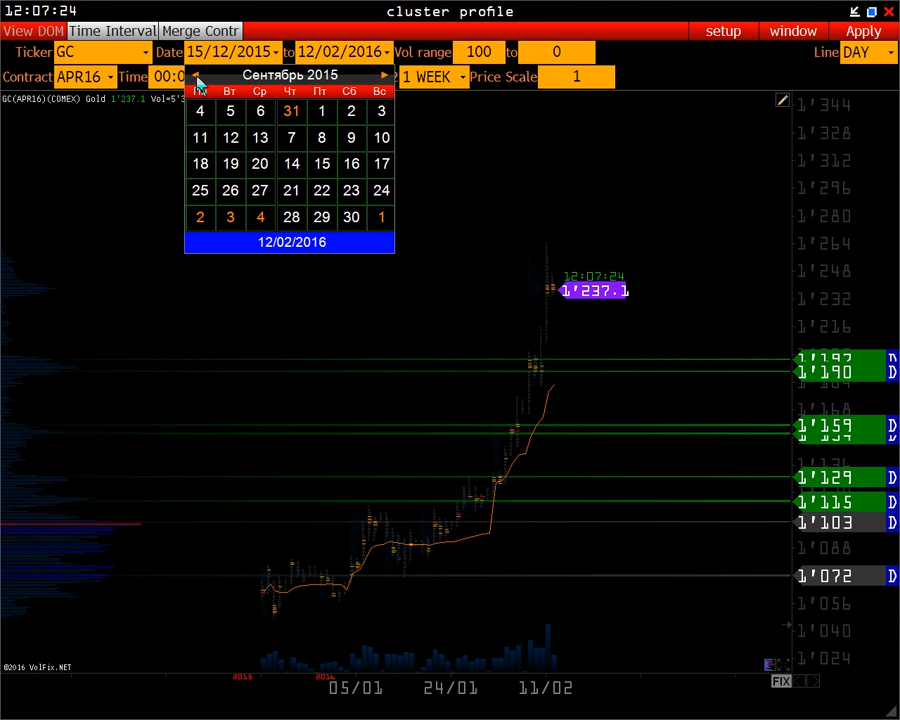 12:07:24 cluster profile
View DOM Time Interval Merge Contr setup window Apply
Ticker GC Date 15/12/2015 to 12/02/2016 Vol range 100 to 0 Line DAY
Contract APR16 Time 00:0 1 WEEK Price Scale 1
Сентябрь 2015
Пн Вт Ср Чт Пт Сб Вс
4 5 6 31 1 2 3
11 12 13 7 8 9 10
18 19 20 14 15 16 17
25 26 27 21 22 23 24
2 3 4 28 29 30 1
12/02/2016
GC(APR16)(COMEX) Gold 1'237.1 Vol=5'3
1'344
1'328
1'312
1'296
1'280
1'264
1'248
12:07:24
1'237.1
1'232
1'216
1'197 D
1'190 D
1'168
1'159 D
1'129 D
1'115 D
1'103 D
1'088
1'072 D
1'056
1'040
1'024
©2016 VolFix.NET
2015 2016
05/01 24/01 11/02
FIX